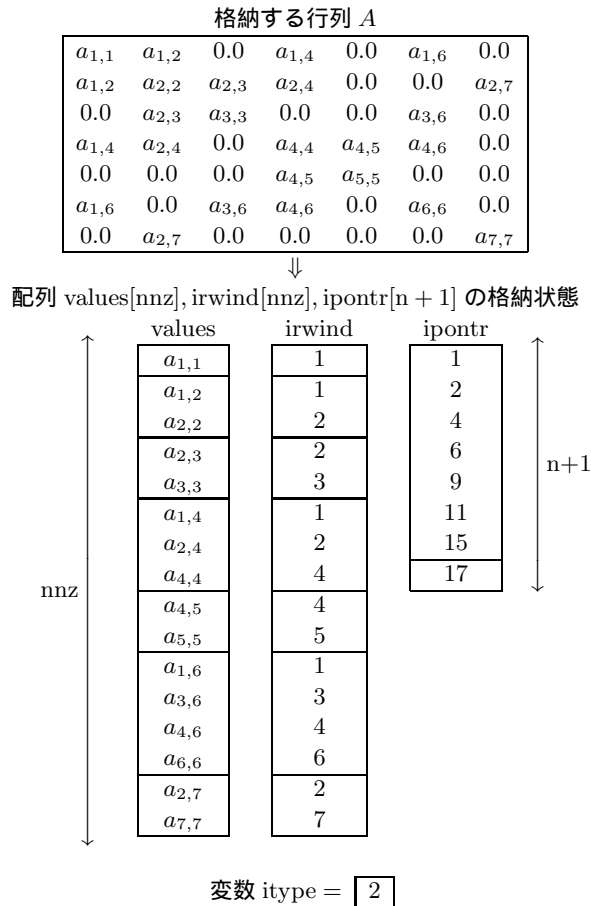 格納する行列 A
a1,1 a1,2 0.0 a1,4 0.0 a1,6 0.0
a1,2 a2,2 a2,3 a2,4 0.0 0.0 a2,7
0.0 a2,3 a3,3 0.0 0.0 a3,6 0.0
a1,4 a2,4 0.0 a4,4 a4,5 a4,6 0.0
0.0 0.0 0.0 a4,5 a5,5 0.0 0.0
a1,6 0.0 a3,6 a4,6 0.0 a6,6 0.0
0.0 a2,7 0.0 0.0 0.0 0.0 a7,7
⇓
配列 values[nnz], irwind[nnz], ipontr[n + 1] の格納状態
values irwind ipontr
a1,1 1 1
a1,2 1 2
a2,2 2 4
a2,3 2 6
a3,3 3 9
a1,4 1 11
a2,4 2 15
a4,4 4 17
a4,5 4
a5,5 5
a1,6 1
a3,6 3
a4,6 4
a6,6 6
a2,7 2
a7,7 7
nnz
n+1
変数 itype = 2